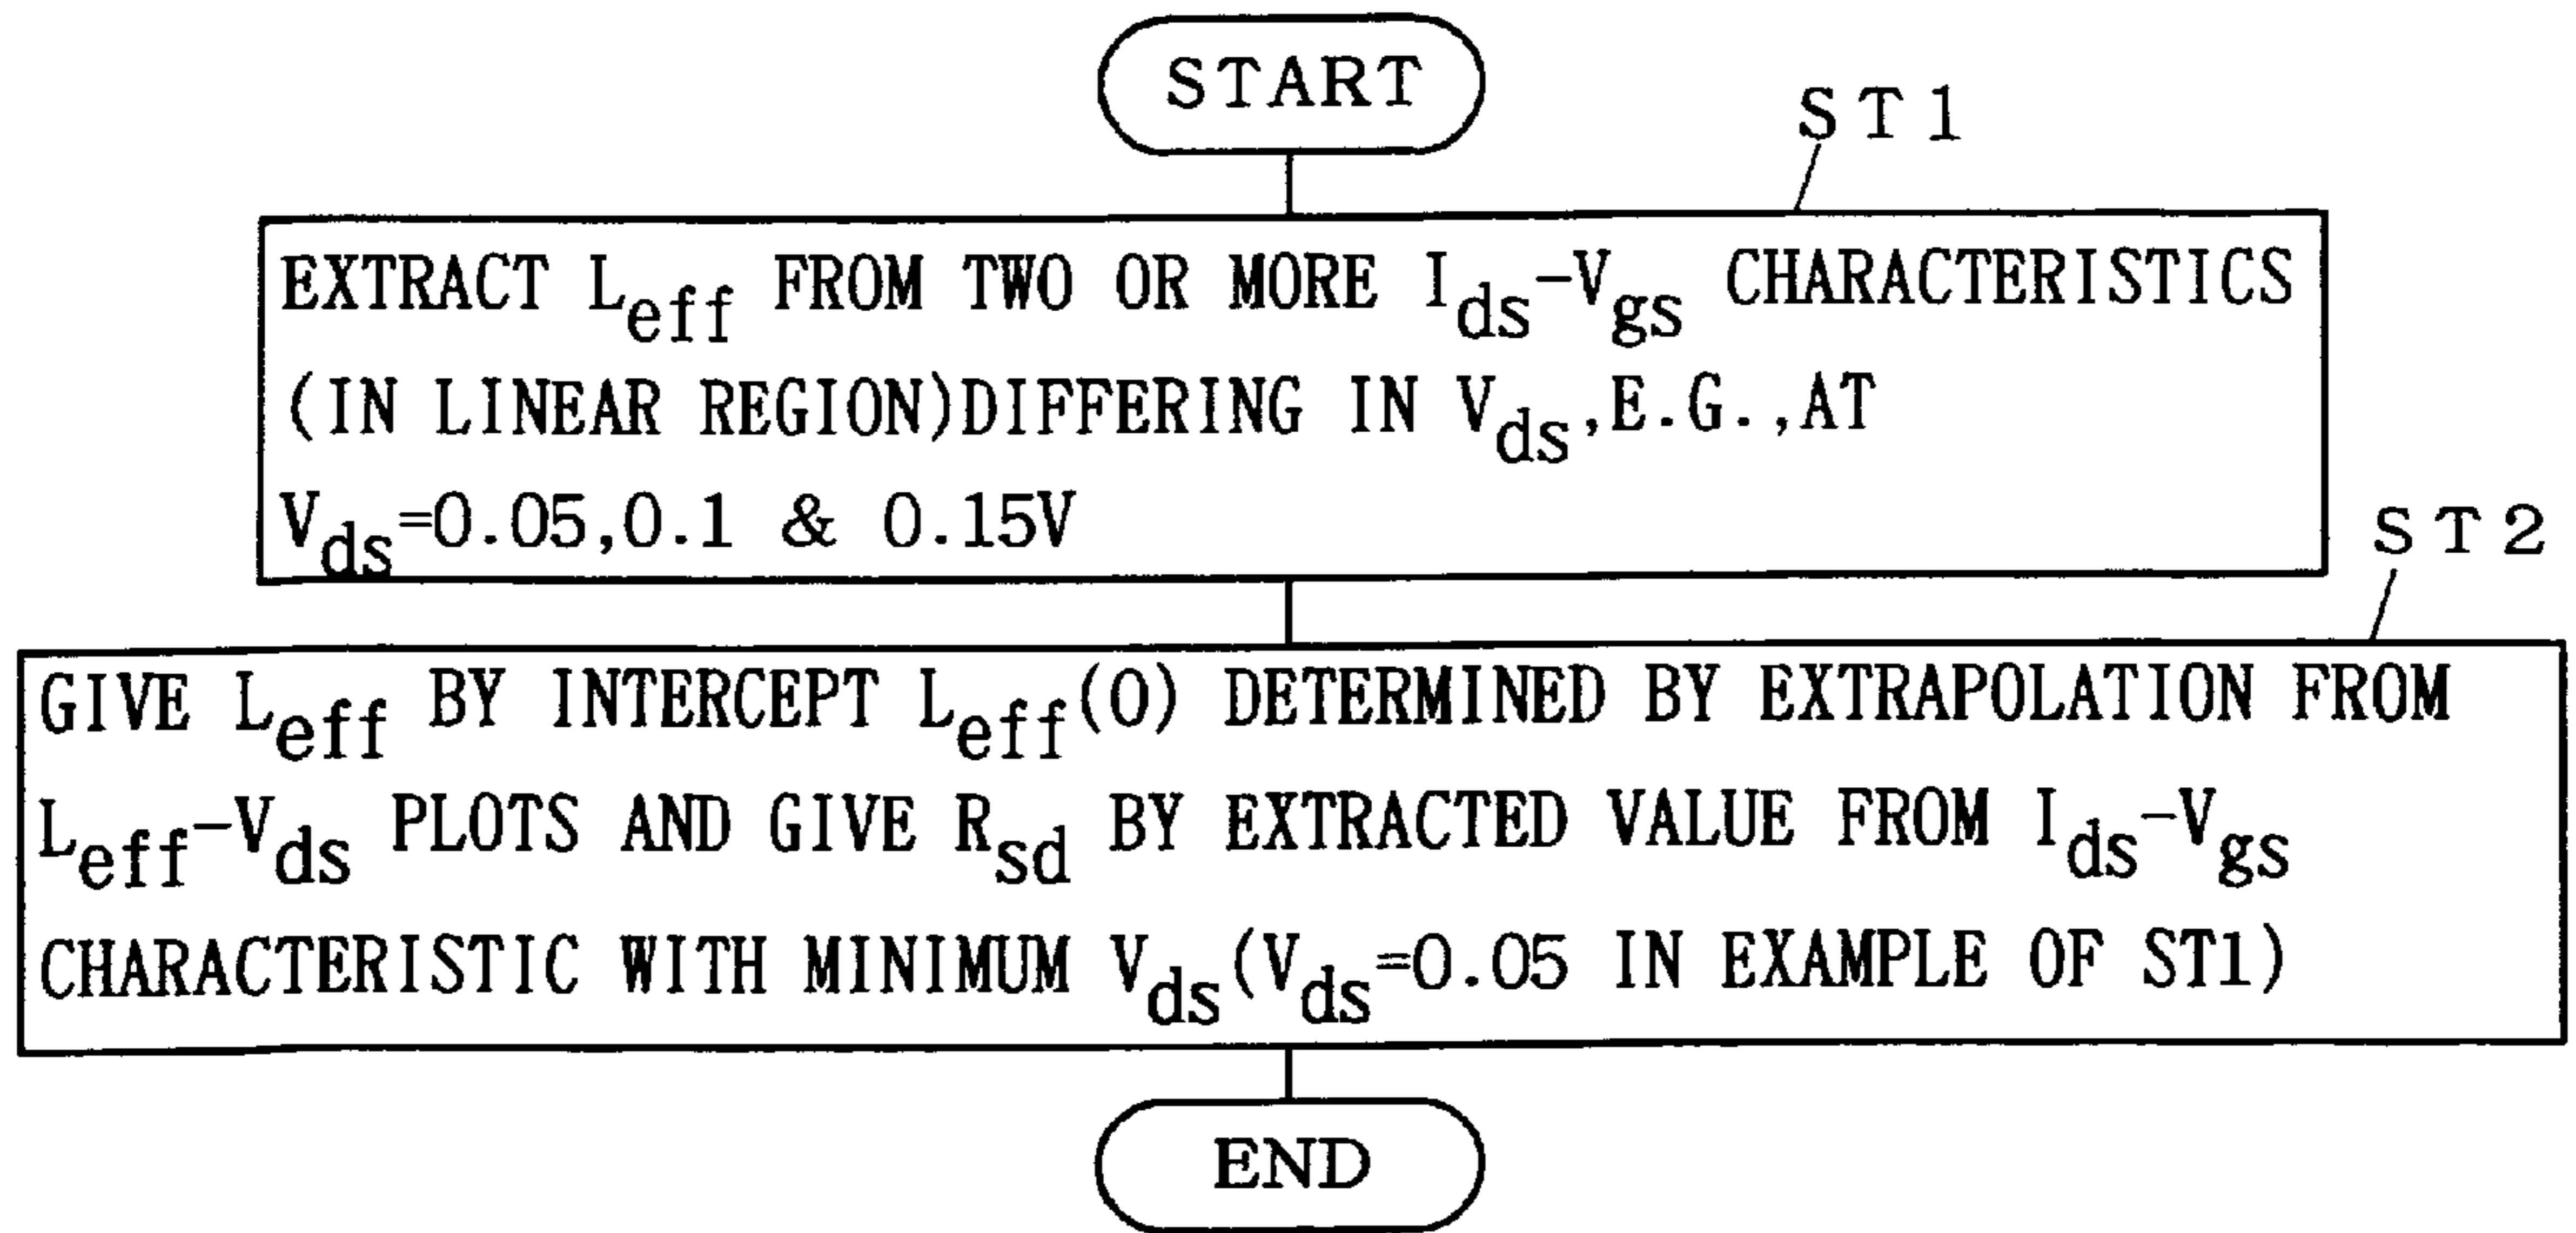 START
ST1
EXTRACT Leff FROM TWO OR MORE Ids-Vgs CHARACTERISTICS
(IN LINEAR REGION)DIFFERING IN Vds,E.G.,AT
Vds=0.05,0.1 & 0.15V
ST2
GIVE Leff BY INTERCEPT Leff(0) DETERMINED BY EXTRAPOLATION FROM
Leff-Vds PLOTS AND GIVE Rsd BY EXTRACTED VALUE FROM Ids-Vgs
CHARACTERISTIC WITH MINIMUM Vds(Vds=0.05 IN EXAMPLE OF ST1)
END